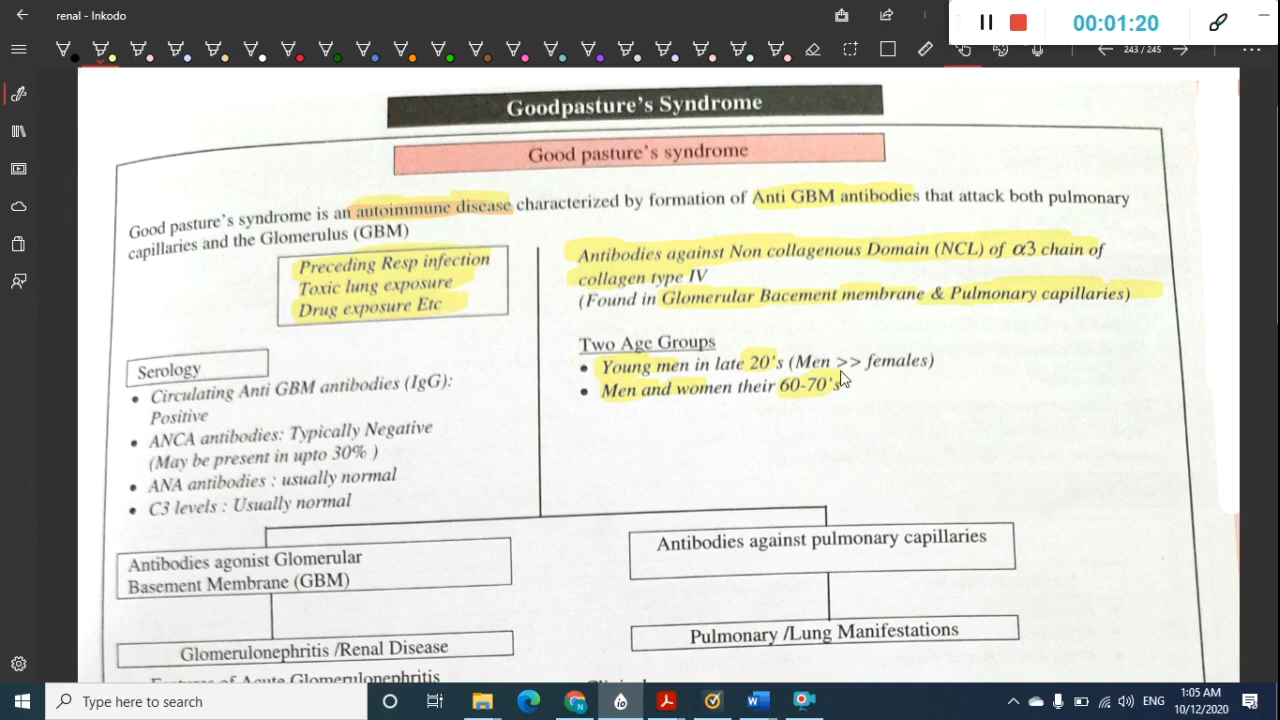 renal - Inkodo
00:01:20
243 / 245
Goodpasture's Syndrome
Good pasture's syndrome
Good pasture's syndrome is an autoimmune disease characterized by formation of Anti GBM antibodies that attack both pulmonary
capillaries and the Glomerulus (GBM)
Preceding Resp infection
Toxic lung exposure
Drug exposure Etc
Antibodies against Non collagenous Domain (NCL) of α3 chain of
collagen type IV
(Found in Glomerular Bacement membrane & Pulmonary capillaries)
Two Age Groups
• Young men in late 20's (Men >> females)
• Men and women their 60-70's
Serology
• Circulating Anti GBM antibodies (IgG):
Positive
• ANCA antibodies: Typically Negative
(May be present in upto 30% )
• ANA antibodies : usually normal
• C3 levels : Usually normal
Antibodies agonist Glomerular
Basement Membrane (GBM)
Antibodies against pulmonary capillaries
Glomerulonephritis /Renal Disease
Pulmonary /Lung Manifestations
Features of Acute Glomerulonephritis
Type here to search
ENG
1:05 AM
10/12/2020